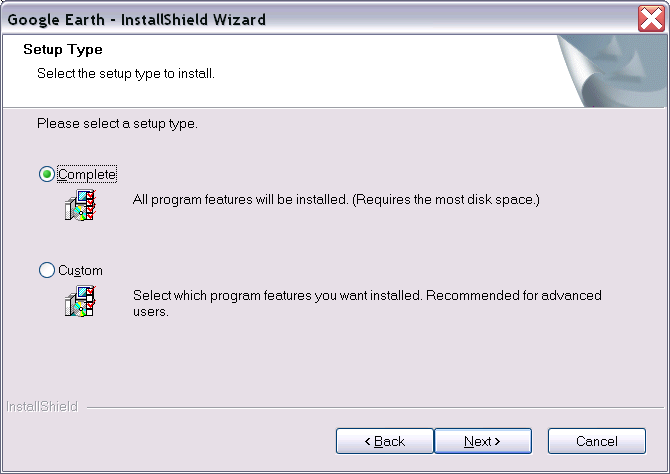 Google Earth - InstallShield Wizard
Setup Type
Select the setup type to install.
Please select a setup type.
Complete
All program features will be installed. (Requires the most disk space.)
Custom
Select which program features you want installed. Recommended for advanced
users.
InstallShield
< Back
Next >
Cancel